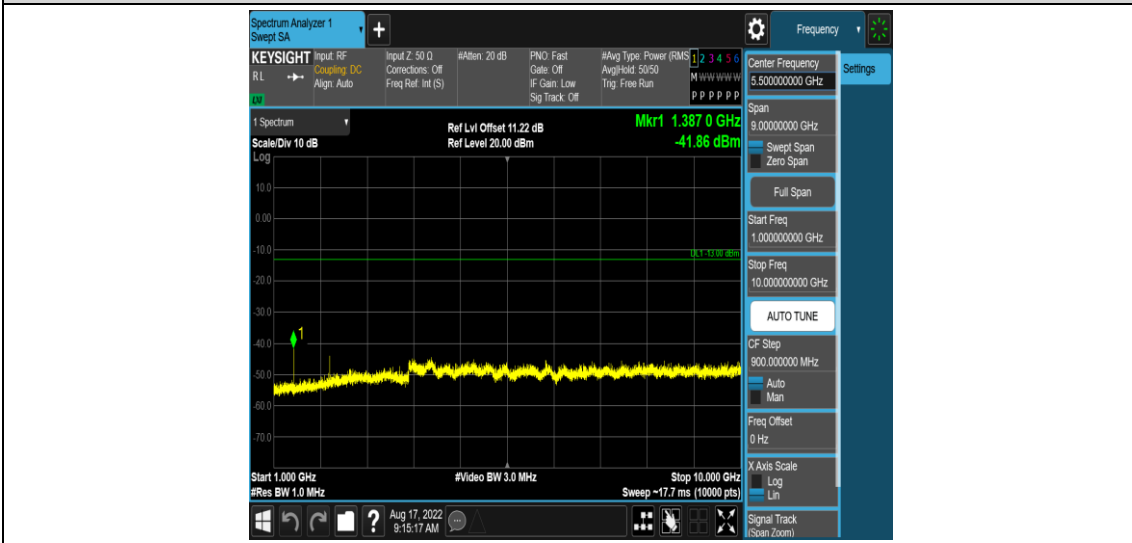 Spectrum Analyzer 1
Swept SA
+
Frequency
KEYSIGHT
RL
Input: RF
Coupling: DC
Align: Auto
Input Z: 50 Ω
Corrections: Off
Freq Ref: Int (S)
#Atten: 20 dB
PNO: Fast
Gate: Off
IF Gain: Low
Sig Track: Off
#Avg Type: Power (RMS
Avg|Hold: 50/50
Trig: Free Run
1 2 3 4 5 6
M W W W W W
P P P P P P
1 Spectrum
Scale/Div 10 dB
Log
Ref Lvl Offset 11.22 dB
Ref Level 20.00 dBm
Mkr1 1.387 0 GHz
-41.86 dBm
10.0
0.00
-10.0
DL1 -13.00 dBm
-20.0
-30.0
1
-40.0
-50.0
-60.0
-70.0
Start 1.000 GHz
#Res BW 1.0 MHz
#Video BW 3.0 MHz
Stop 10.000 GHz
Sweep ~17.7 ms (10000 pts)
Center Frequency
5.500000000 GHz
Settings
Span
9.00000000 GHz
Swept Span
Zero Span
Full Span
Start Freq
1.000000000 GHz
Stop Freq
10.000000000 GHz
AUTO TUNE
CF Step
900.000000 MHz
Auto
Man
Freq Offset
0 Hz
X Axis Scale
Log
Lin
Signal Track
(Span Zoom)
?
Aug 17, 2022
9:15:17 AM